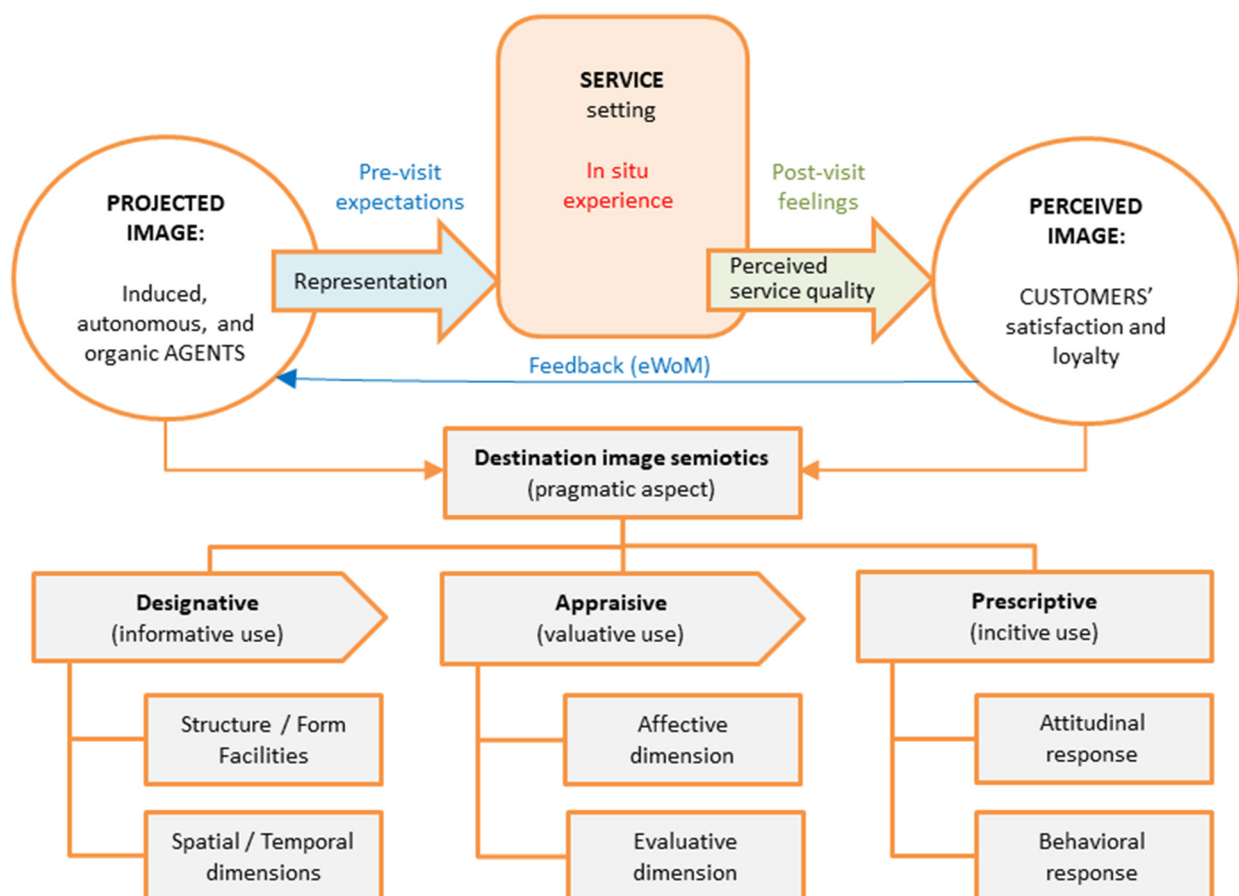 SERVICE
setting
In situ
experience
Pre-visit
expectations
Post-visit
feelings
PROJECTED
IMAGE:
Induced,
autonomous, and
organic AGENTS
Representation
Perceived
service quality
PERCEIVED
IMAGE:
CUSTOMERS’
satisfaction and
loyalty
Feedback (eWoM)
Destination image semiotics
(pragmatic aspect)
Designative
(informative use)
Appraisive
(valuative use)
Prescriptive
(incitive use)
Structure / Form
Facilities
Affective
dimension
Attitudinal
response
Spatial / Temporal
dimensions
Evaluative
dimension
Behavioral
response